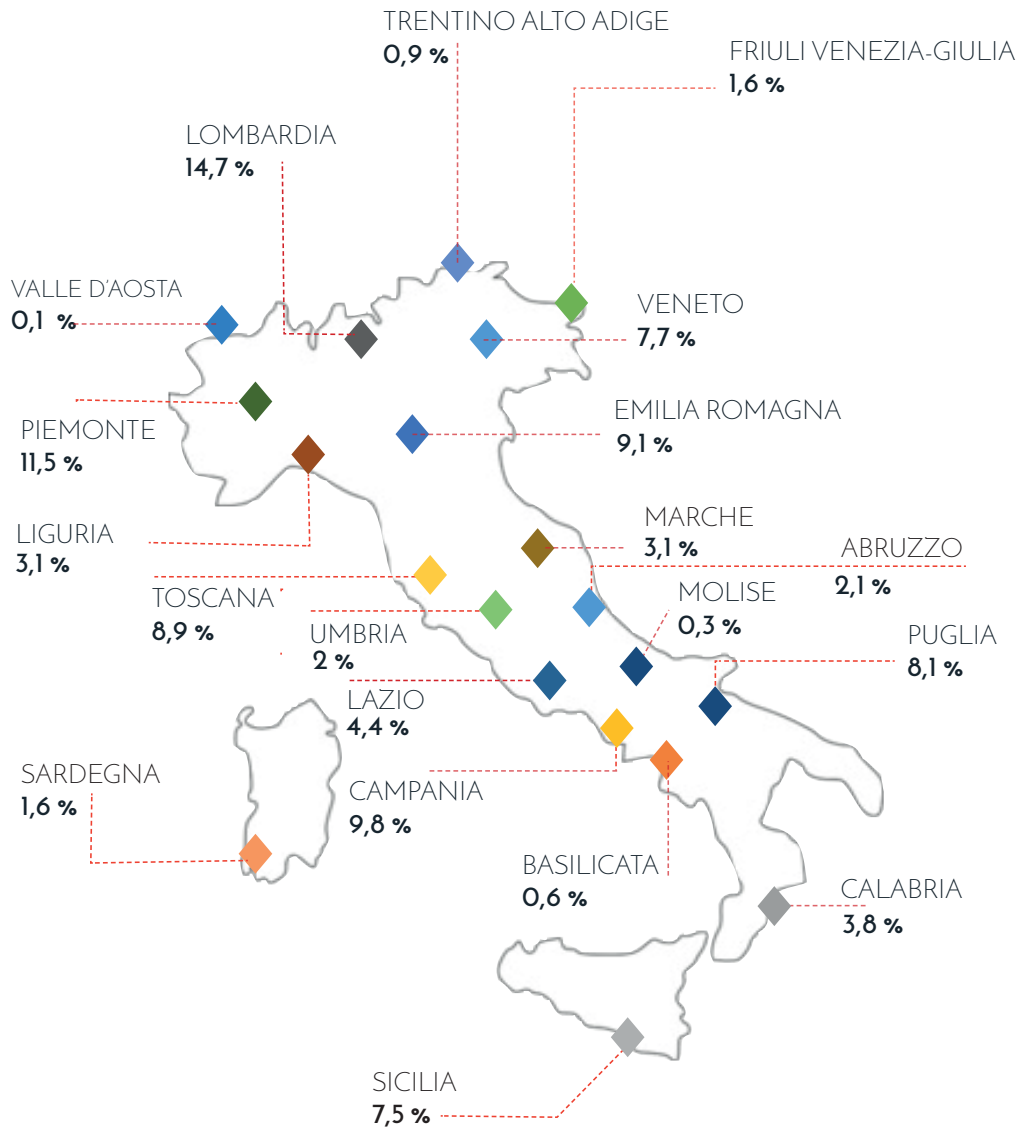 TRENTINO ALTO ADIGE
0,9 %
FRIULI VENEZIA-GIULIA
1,6 %
LOMBARDIA
14,7 %
VALLE D'AOSTA
0,1 %
VENETO
7,7 %
PIEMONTE
11,5 %
EMILIA ROMAGNA
9,1 %
LIGURIA
3,1 %
MARCHE
3,1 %
ABRUZZO
2,1 %
TOSCANA
8,9 %
MOLISE
0,3 %
UMBRIA
2 %
PUGLIA
8,1 %
LAZIO
4,4 %
SARDEGNA
1,6 %
CAMPANIA
9,8 %
BASILICATA
0,6 %
CALABRIA
3,8 %
SICILIA
7,5 %